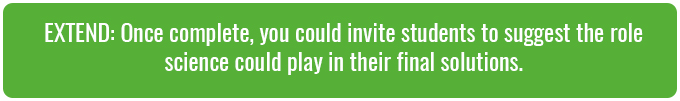 EXTEND: Once complete, you could invite students to suggest the role
science could play in their final solutions.